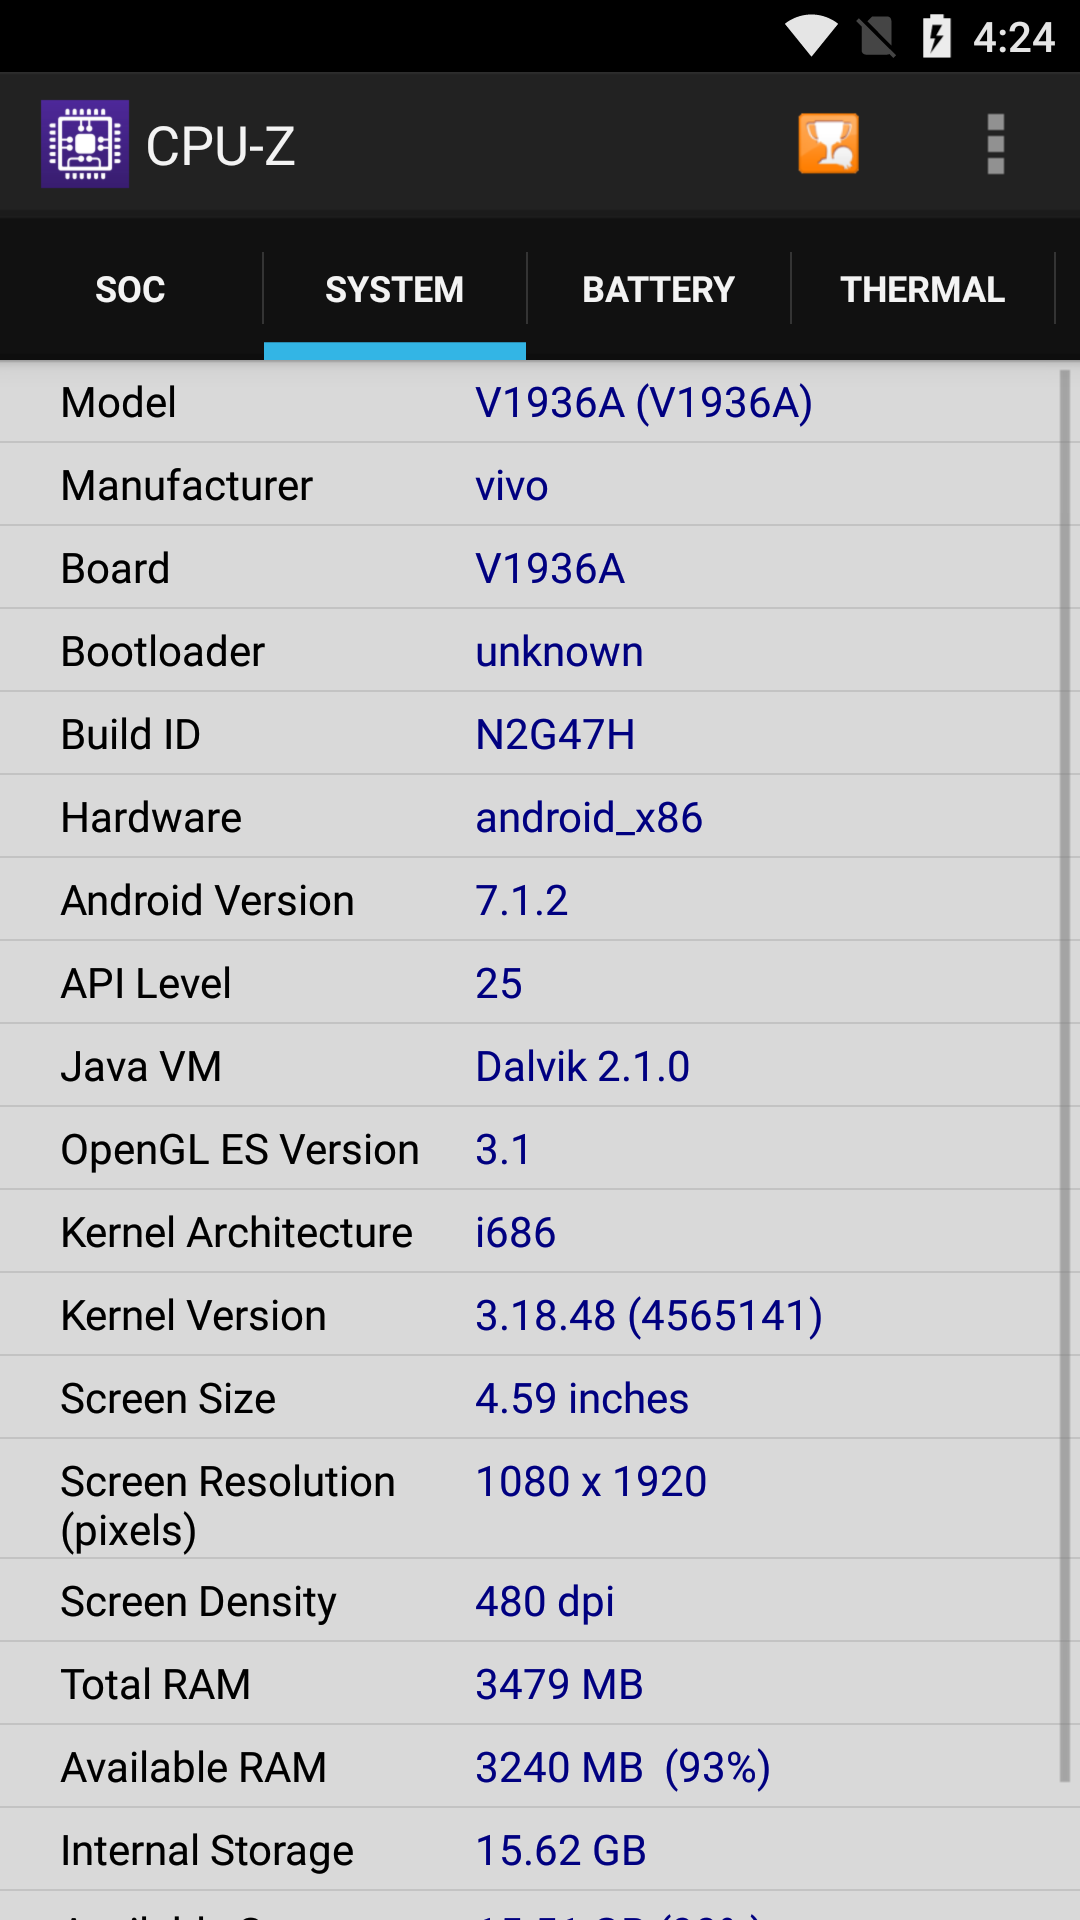 4:24
CPU-Z
SOC SYSTEM BATTERY THERMAL
Model V1936A (V1936A)
Manufacturer vivo
Board V1936A
Bootloader unknown
Build ID N2G47H
Hardware android_x86
Android Version 7.1.2
API Level 25
Java VM Dalvik 2.1.0
OpenGL ES Version 3.1
Kernel Architecture i686
Kernel Version 3.18.48 (4565141)
Screen Size 4.59 inches
Screen Resolution 1080 x 1920
(pixels)
Screen Density 480 dpi
Total RAM 3479 MB
Available RAM 3240 MB (93%)
Internal Storage 15.62 GB